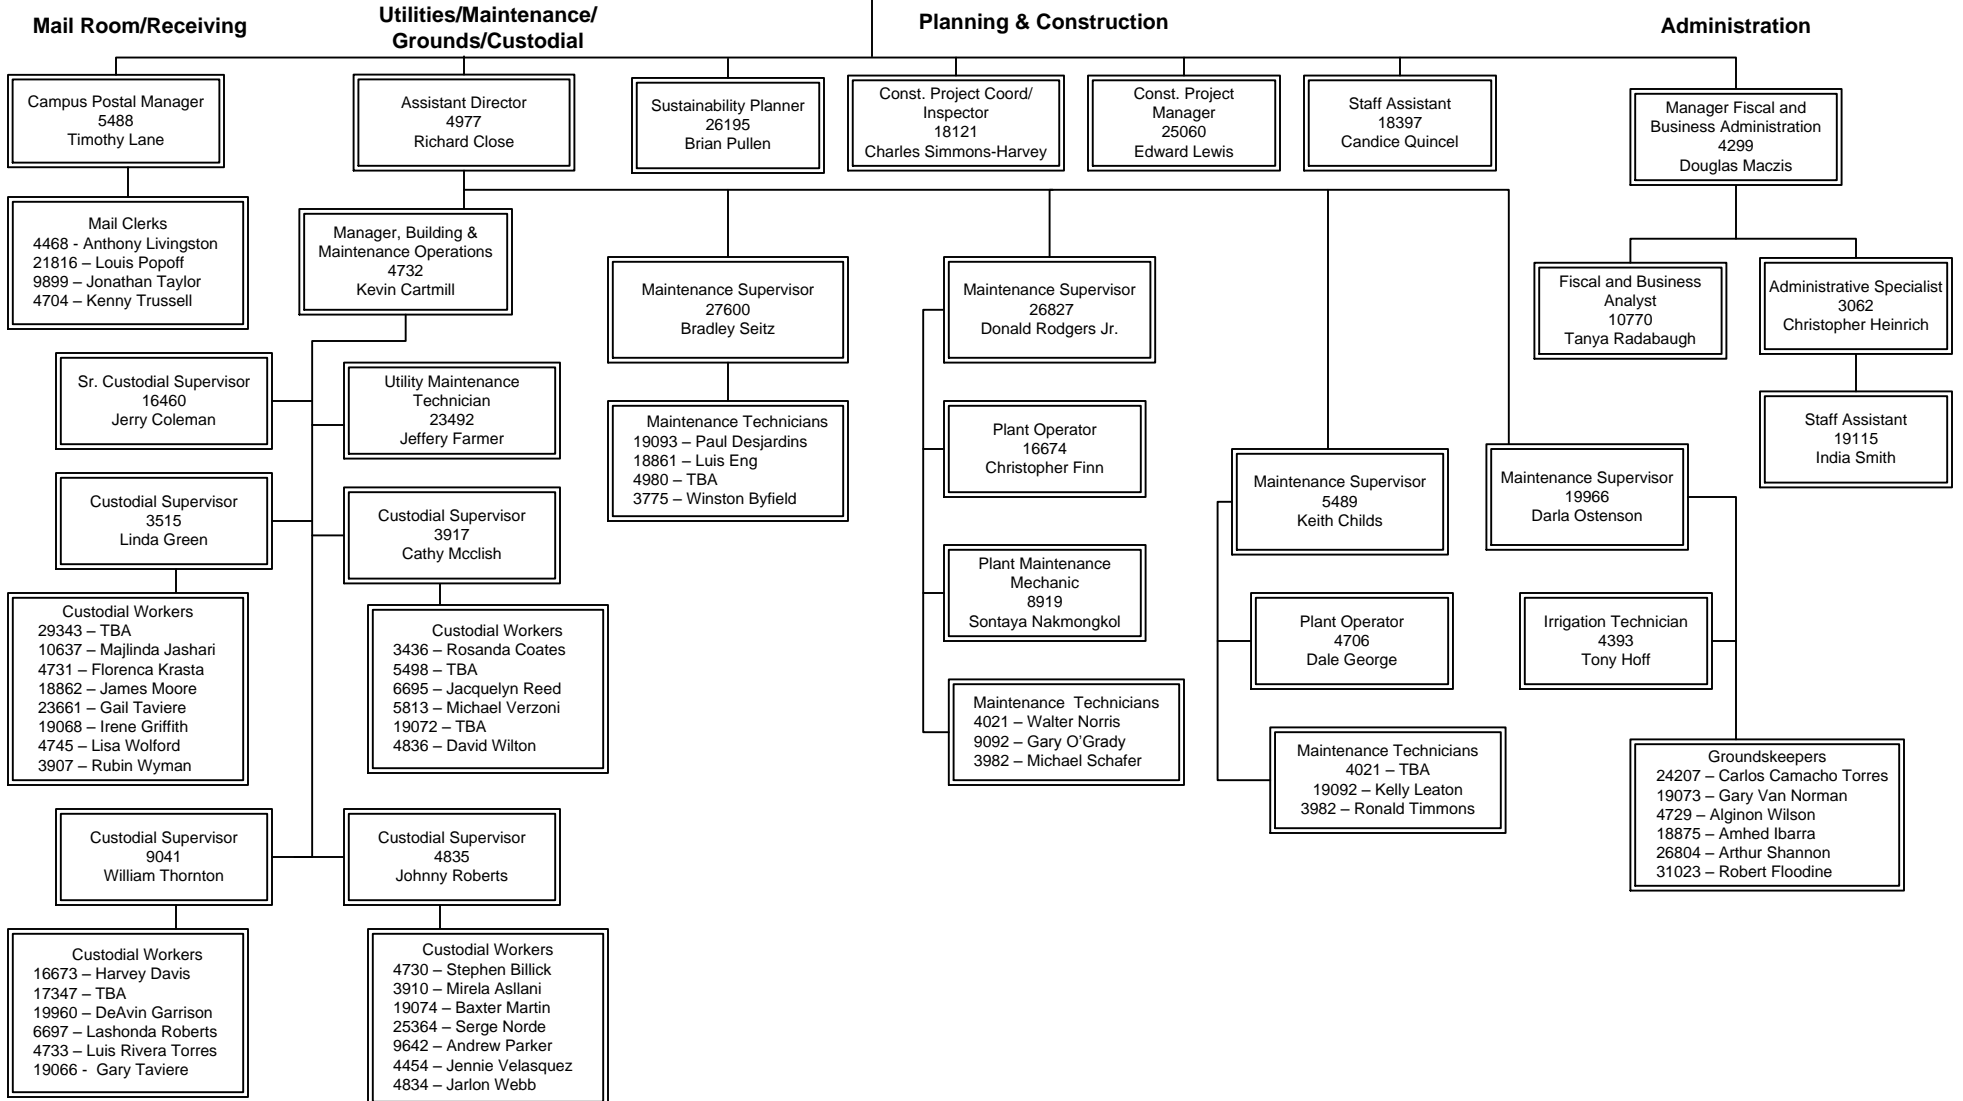 Mail Room/Receiving
Utilities/Maintenance/
Grounds/Custodial
Planning & Construction
Administration
Campus Postal Manager
5488
Timothy Lane
Assistant Director
4977
Richard Close
Sustainability Planner
26195
Brian Pullen
Const. Project Coord/
Inspector
18121
Charles Simmons-Harvey
Const. Project
Manager
25060
Edward Lewis
Staff Assistant
18397
Candice Quincel
Manager Fiscal and
Business Administration
4299
Douglas Maczis
Mail Clerks
4468 - Anthony Livingston
21816 – Louis Popoff
9899 – Jonathan Taylor
4704 – Kenny Trussell
Manager, Building &
Maintenance Operations
4732
Kevin Cartmill
Maintenance Supervisor
27600
Bradley Seitz
Maintenance Supervisor
26827
Donald Rodgers Jr.
Fiscal and Business
Analyst
10770
Tanya Radabaugh
Administrative Specialist
3062
Christopher Heinrich
Sr. Custodial Supervisor
16460
Jerry Coleman
Utility Maintenance
Technician
23492
Jeffery Farmer
Maintenance Technicians
19093 – Paul Desjardins
18861 – Luis Eng
4980 – TBA
3775 – Winston Byfield
Plant Operator
16674
Christopher Finn
Staff Assistant
19115
India Smith
Maintenance Supervisor
5489
Keith Childs
Maintenance Supervisor
19966
Darla Ostenson
Custodial Supervisor
3515
Linda Green
Custodial Supervisor
3917
Cathy Mcclish
Plant Maintenance
Mechanic
8919
Sontaya Nakmongkol
Custodial Workers
29343 – TBA
10637 – Majlinda Jashari
4731 – Florenca Krasta
18862 – James Moore
23661 – Gail Taviere
19068 – Irene Griffith
4745 – Lisa Wolford
3907 – Rubin Wyman
Custodial Workers
3436 – Rosanda Coates
5498 – TBA
6695 – Jacquelyn Reed
5813 – Michael Verzoni
19072 – TBA
4836 – David Wilton
Plant Operator
4706
Dale George
Irrigation Technician
4393
Tony Hoff
Maintenance  Technicians
4021 – Walter Norris
9092 – Gary O’Grady
3982 – Michael Schafer
Maintenance Technicians
4021 – TBA
19092 – Kelly Leaton
3982 – Ronald Timmons
Groundskeepers
24207 – Carlos Camacho Torres
19073 – Gary Van Norman
4729 – Alginon Wilson
18875 – Amhed Ibarra
26804 – Arthur Shannon
31023 – Robert Floodine
Custodial Supervisor
9041
William Thornton
Custodial Supervisor
4835
Johnny Roberts
Custodial Workers
16673 – Harvey Davis
17347 – TBA
19960 – DeAvin Garrison
6697 – Lashonda Roberts
4733 – Luis Rivera Torres
19066 -  Gary Taviere
Custodial Workers
4730 – Stephen Billick
3910 – Mirela Asllani
19074 – Baxter Martin
25364 – Serge Norde
9642 – Andrew Parker
4454 – Jennie Velasquez
4834 – Jarlon Webb